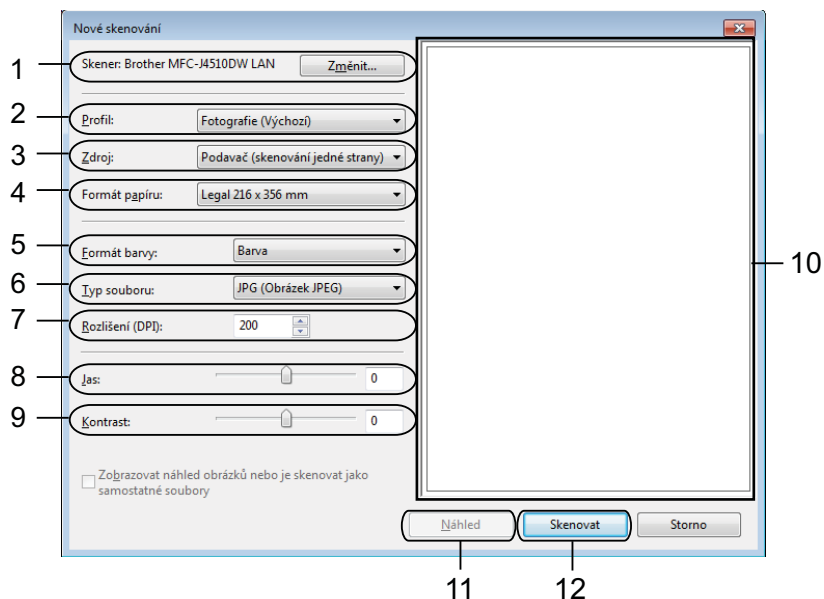 Nové skenování
1 Skener: Brother MFC-J4510DW LAN Změnit...
2 Profil: Fotografie (Výchozí)
3 Zdroj: Podavač (skenování jedné strany)
4 Formát papíru: Legal 216 x 356 mm
5 Formát barvy: Barva
10
6 Typ souboru: JPG (Obrázek JPEG)
7 Rozlišení (DPI): 200
8 Jas: 0
9 Kontrast: 0
Zobrazovat náhled obrázků nebo je skenovat jako
samostatné soubory
Náhled Skenovat Storno
11 12